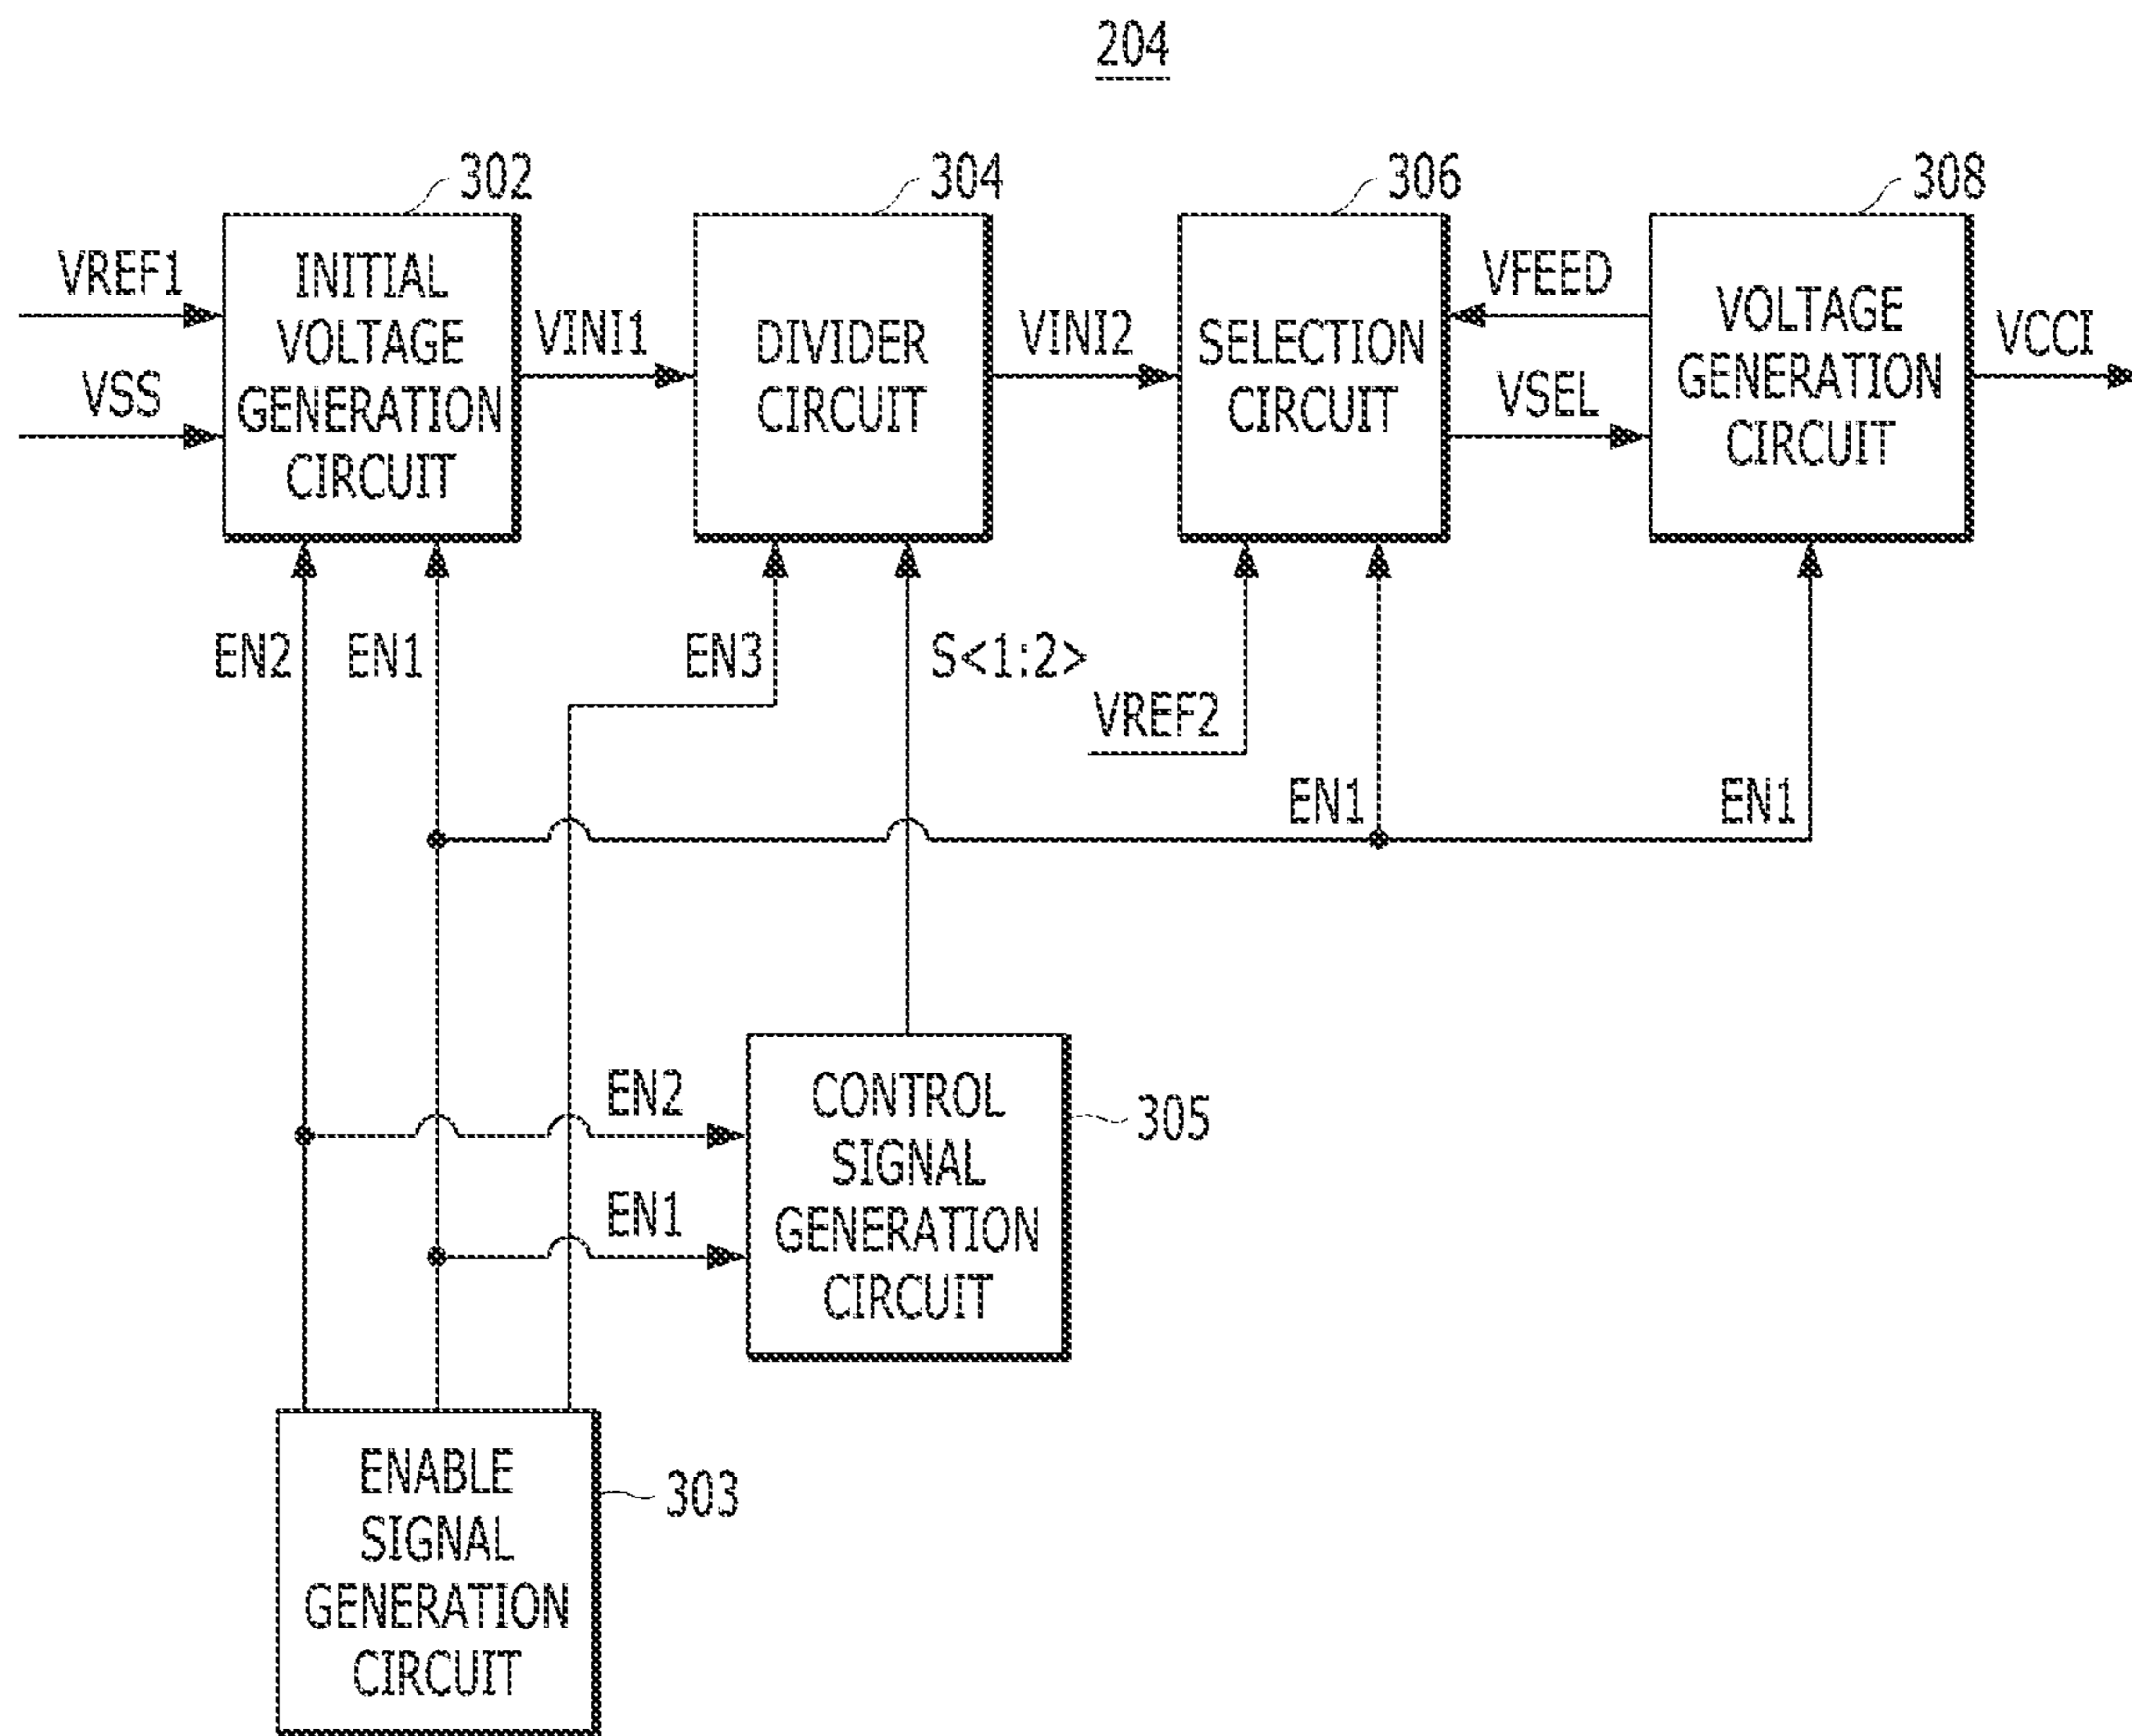 204
302
304
306
308
VREF1
VSS
INITIAL
VOLTAGE
GENERATION
CIRCUIT
VINI1
DIVIDER
CIRCUIT
VINI2
SELECTION
CIRCUIT
VFEED
VSEL
VOLTAGE
GENERATION
CIRCUIT
VCCI
EN2
EN1
EN3
S<1:2>
VREF2
EN1
EN1
EN2
EN1
CONTROL
SIGNAL
GENERATION
CIRCUIT
305
ENABLE
SIGNAL
GENERATION
CIRCUIT
303